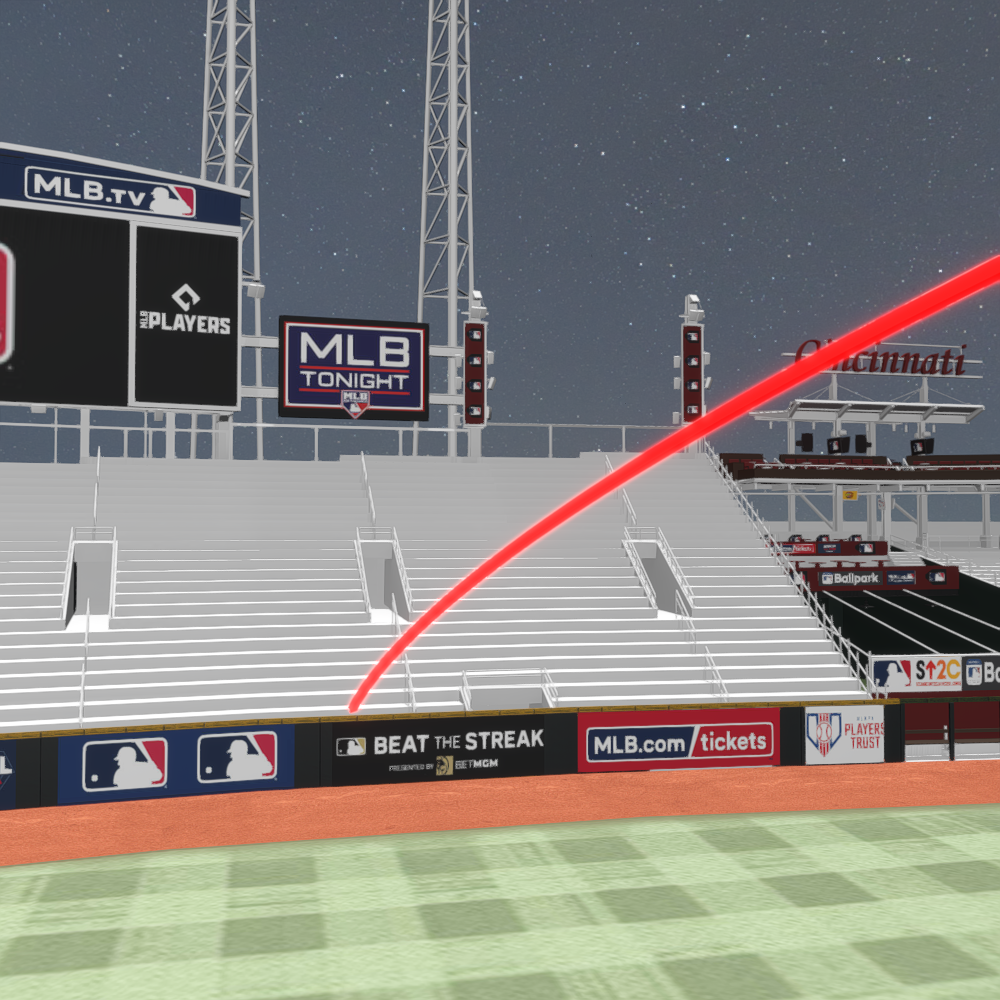 MLB.TV
MLB PLAYERS
MLB
TONIGHT
MLB
Cincinnati
tickets
Ballpark
S↑2C
BEAT THE STREAK
PRESENTED BY BETMGM
MLB.com/tickets
PLAYERS
TRUST